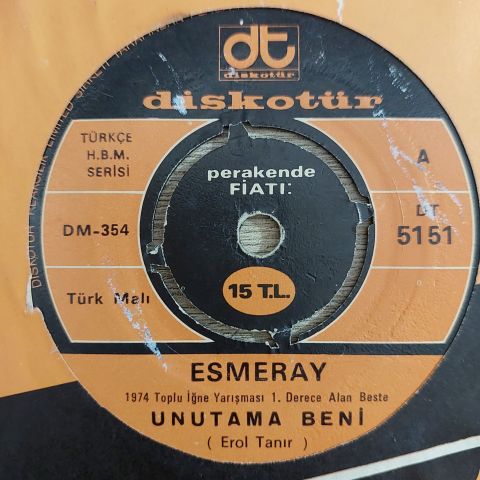 dt
diskotür
diskotür
TÜRKÇE
H.B.M.
SERİSİ
A
perakende
FİATI:
DM-354
DT
5151
Türk Malı
15 T.L.
ESMERAY
1974 Toplu İğne Yarışması 1. Derece Alan Beste
UNUTAMA BENİ
( Erol Tanır )